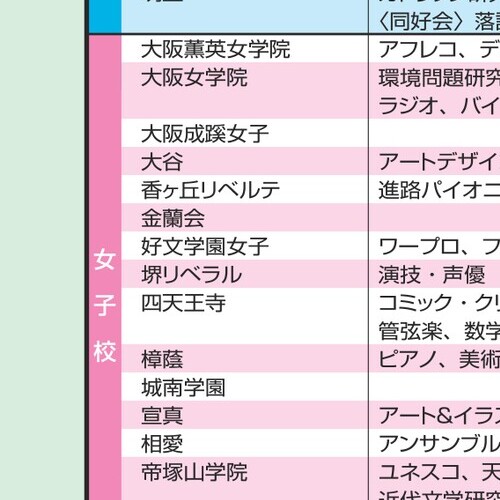 〈同好会〉落
大阪薫英女学院 アフレコ、デ
大阪女学院 環境問題研究
ラジオ、バイ
大阪成蹊女子
大谷 アートデザイ
香ヶ丘リベルテ 進路パイオニ
金蘭会
好文学園女子 ワープロ、フ
堺リベラル 演技・声優
四天王寺 コミック・クリ
管弦楽、数学
樟蔭 ピアノ、美術
城南学園
宣真 アート&イラス
相愛 アンサンブル
帝塚山学院 ユネスコ、天
近代文学研究
女子校